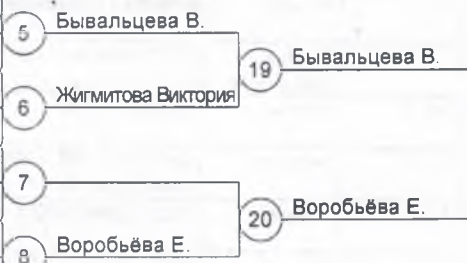 5 Бывальцева В.
19 Бывальцева В.
6 Жигмитова Виктория
7
20 Воробьёва Е.
8 Воробьёва Е.